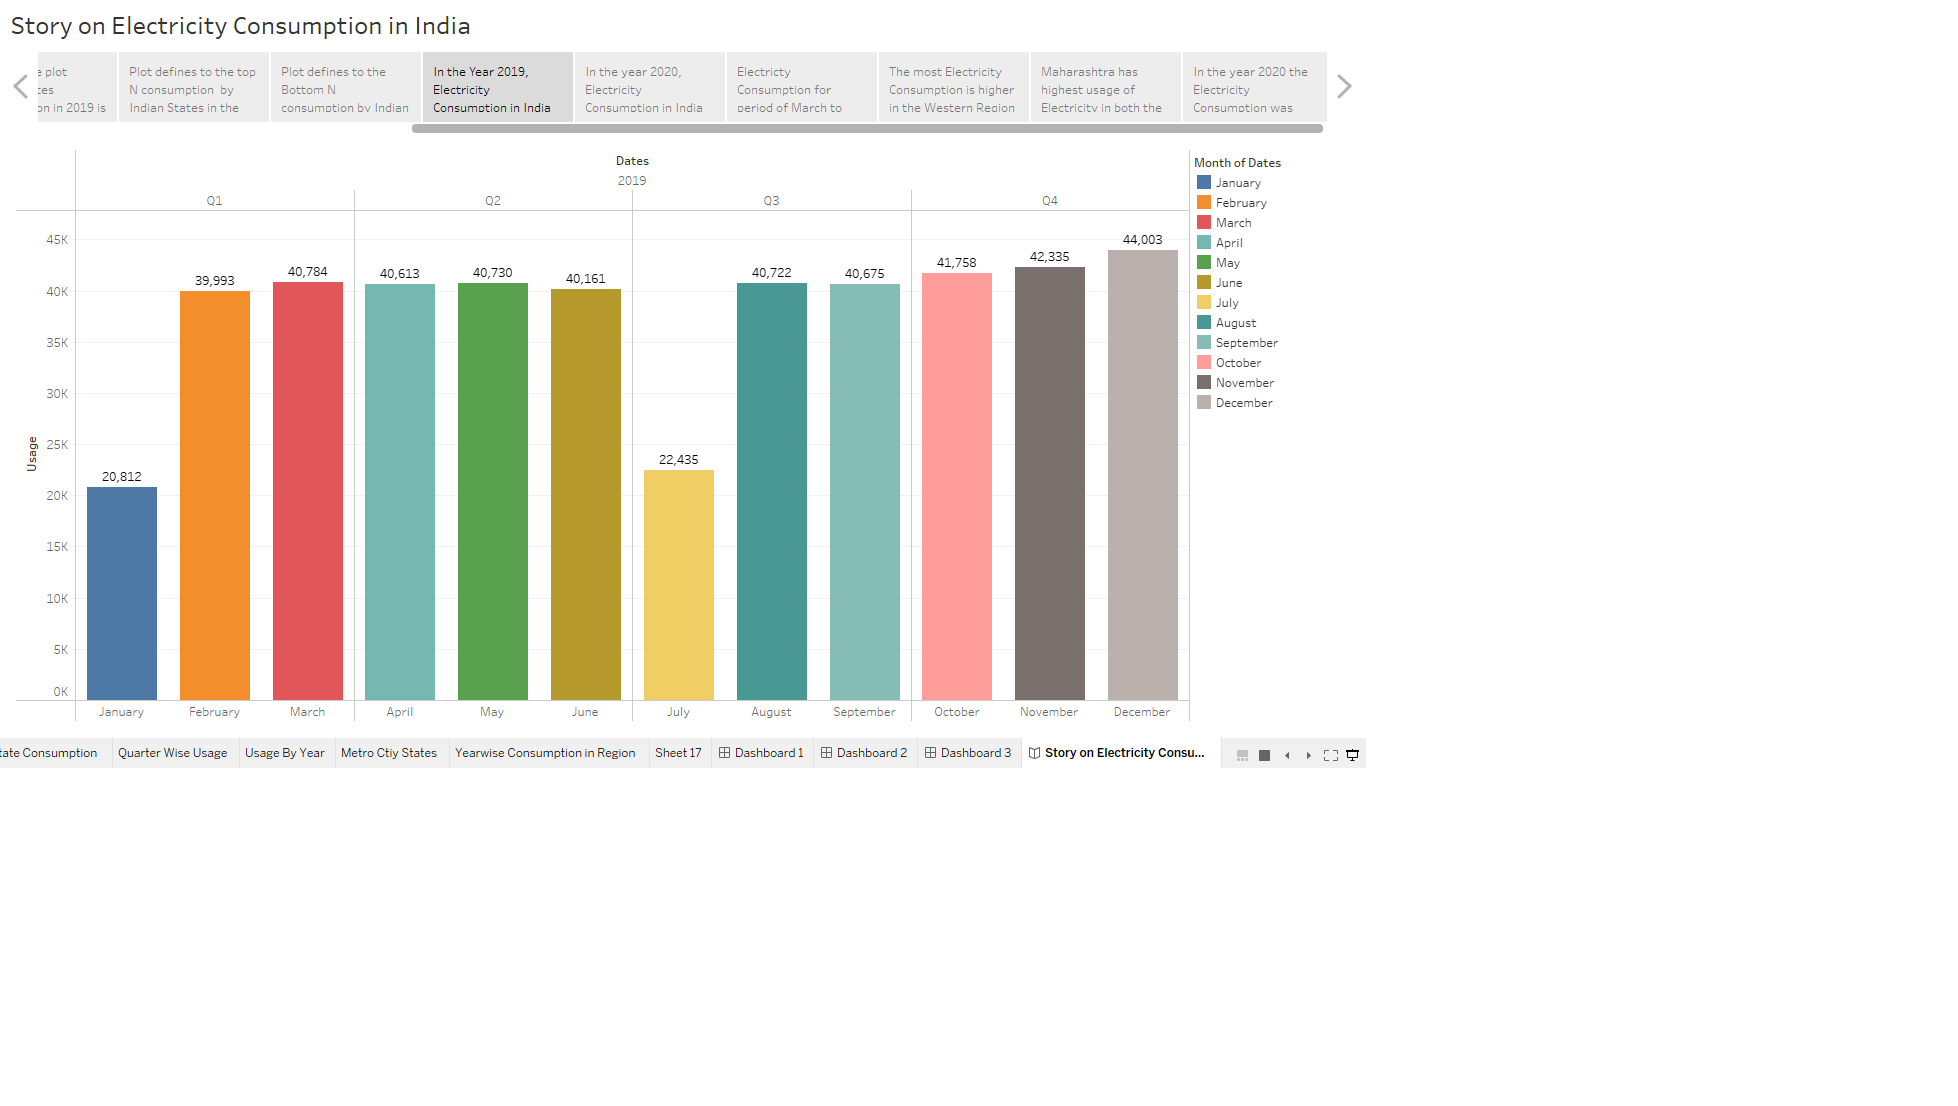 Story on Electricity Consumption in India
e plot
ces
on in 2019 is
Plot defines to the top
N consumption by
Indian States in the
Plot defines to the
Bottom N
consumption by Indian
In the Year 2019,
Electricity
Consumption in India
In the year 2020,
Electricity
Consumption in India
Electricty
Consumption for
period of March to
The most Electricity
Consumption is higher
in the Western Region
Maharashtra has
highest usage of
Electricity in both the
In the year 2020 the
Electricity
Consumption was
Dates
2019
Q1 Q2 Q3 Q4
Usage
45K
40K
35K
30K
25K
20K
15K
10K
5K
0K
20,812
39,993
40,784
40,613
40,730
40,161
22,435
40,722
40,675
41,758
42,335
44,003
January February March April May June July August September October November December
Month of Dates
January
February
March
April
May
June
July
August
September
October
November
December
tate Consumption Quarter Wise Usage Usage By Year Metro Ctiy States Yearwise Consumption in Region Sheet 17 Dashboard 1 Dashboard 2 Dashboard 3 Story on Electricity Consu...